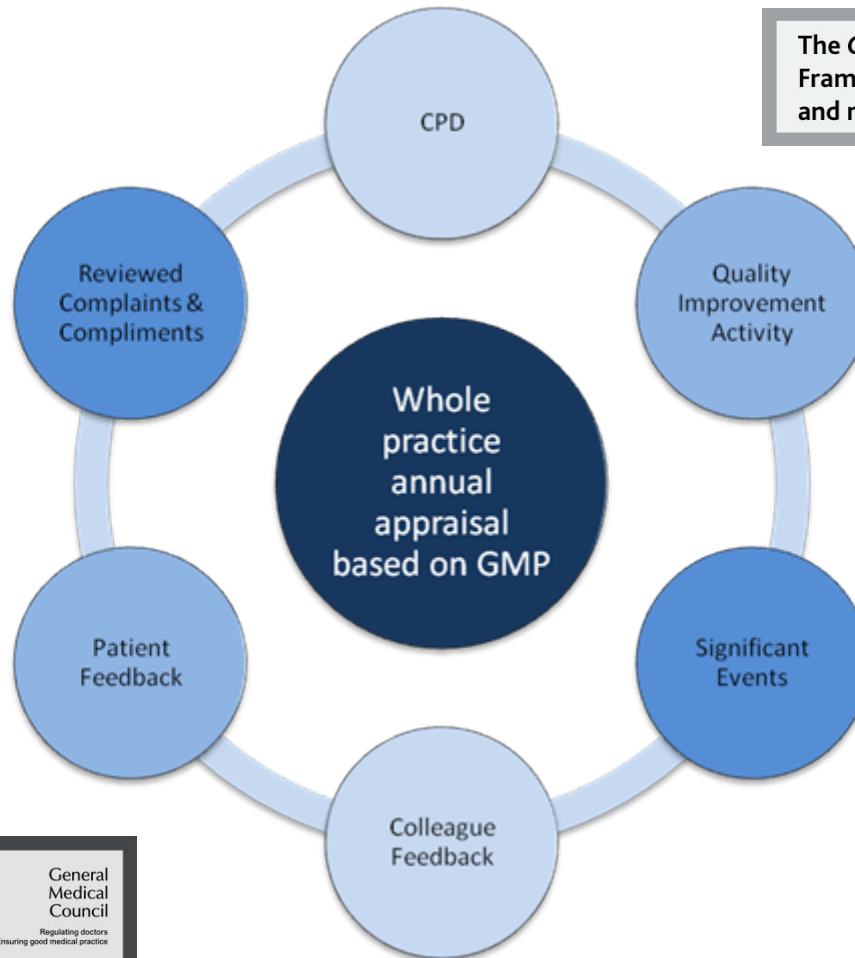 The
Fram
and
CPD
Reviewed
Complaints &
Compliments
Quality
Improvement
Activity
Whole
practice
annual
appraisal
based on GMP
Patient
Feedback
Significant
Events
Colleague
Feedback
General
Medical
Council
Regulating doctors
Ensuring good medical practice